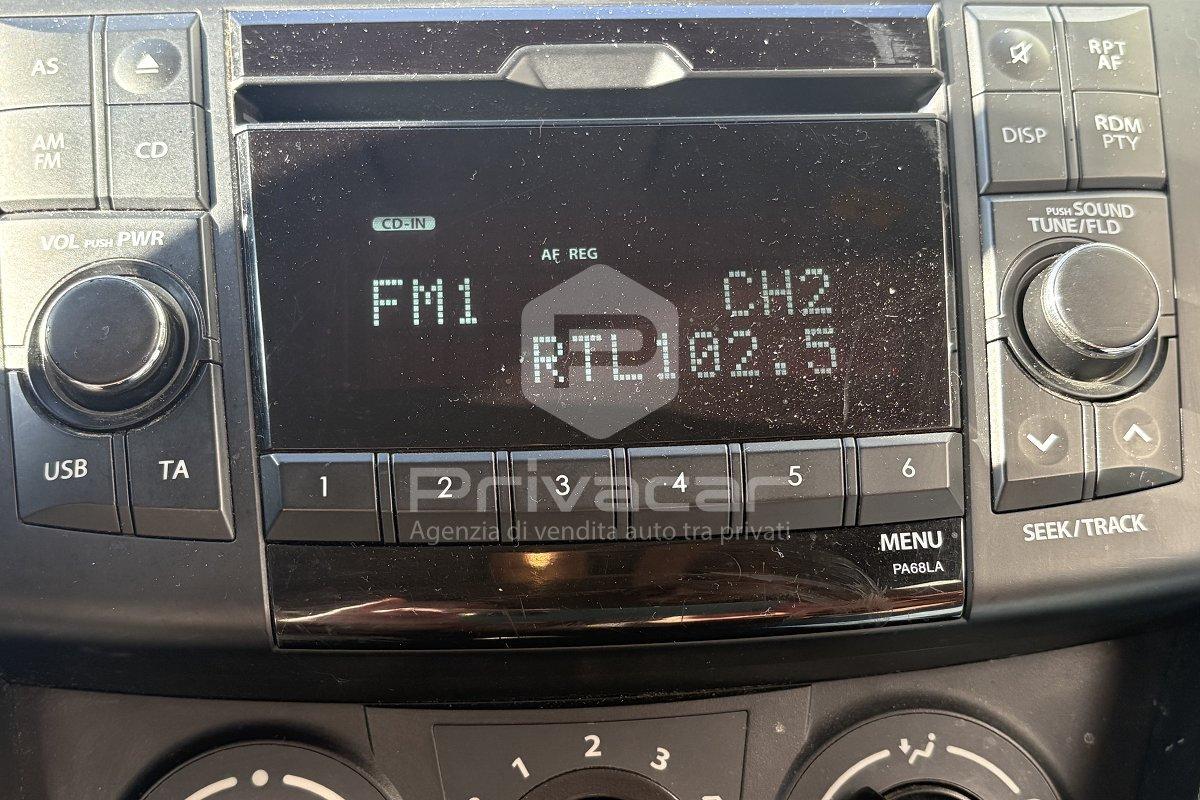 AS
AM
FM
CD
RPT
AF
DISP
RDM
PTY
VOL PUSH PWR
PUSH SOUND
TUNE/FLD
CD-IN
AF REG
FM1
CH2
RTL102.5
USB
TA
1
2
3
4
5
6
Privacar
Agenzia di vendita auto tra privati
SEEK/TRACK
MENU
PA68LA
1
2
3